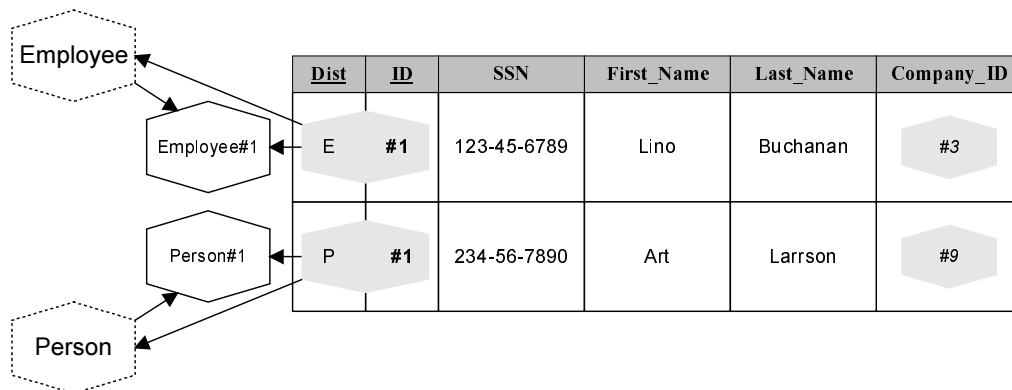 Employee
Dist ID SSN First_Name Last_Name Company_ID
Employee#1 E #1 123-45-6789 Lino Buchanan #3
Person#1 P #1 234-56-7890 Art Larrson #9
Person